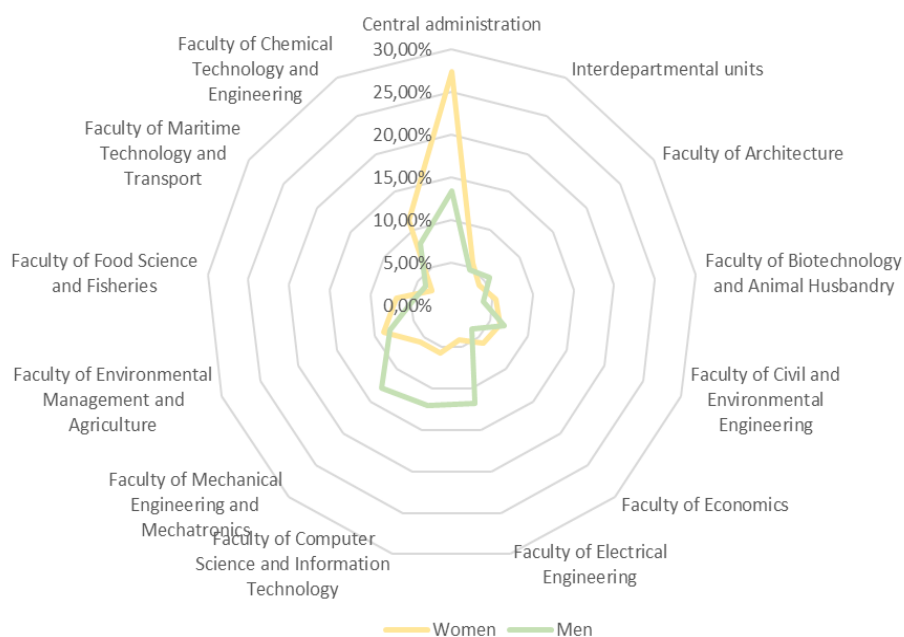 Central administration
30,00%
25,00%
20,00%
15,00%
10,00%
5,00%
0,00%
Interdepartmental units
Faculty of Architecture
Faculty of Biotechnology
and Animal Husbandry
Faculty of Civil and
Environmental
Engineering
Faculty of Economics
Faculty of Electrical
Engineering
Faculty of Computer
Science and Information
Technology
Faculty of Mechanical
Engineering and
Mechatronics
Faculty of Environmental
Management and
Agriculture
Faculty of Food Science
and Fisheries
Faculty of Maritime
Technology and
Transport
Faculty of Chemical
Technology and
Engineering
Women
Men